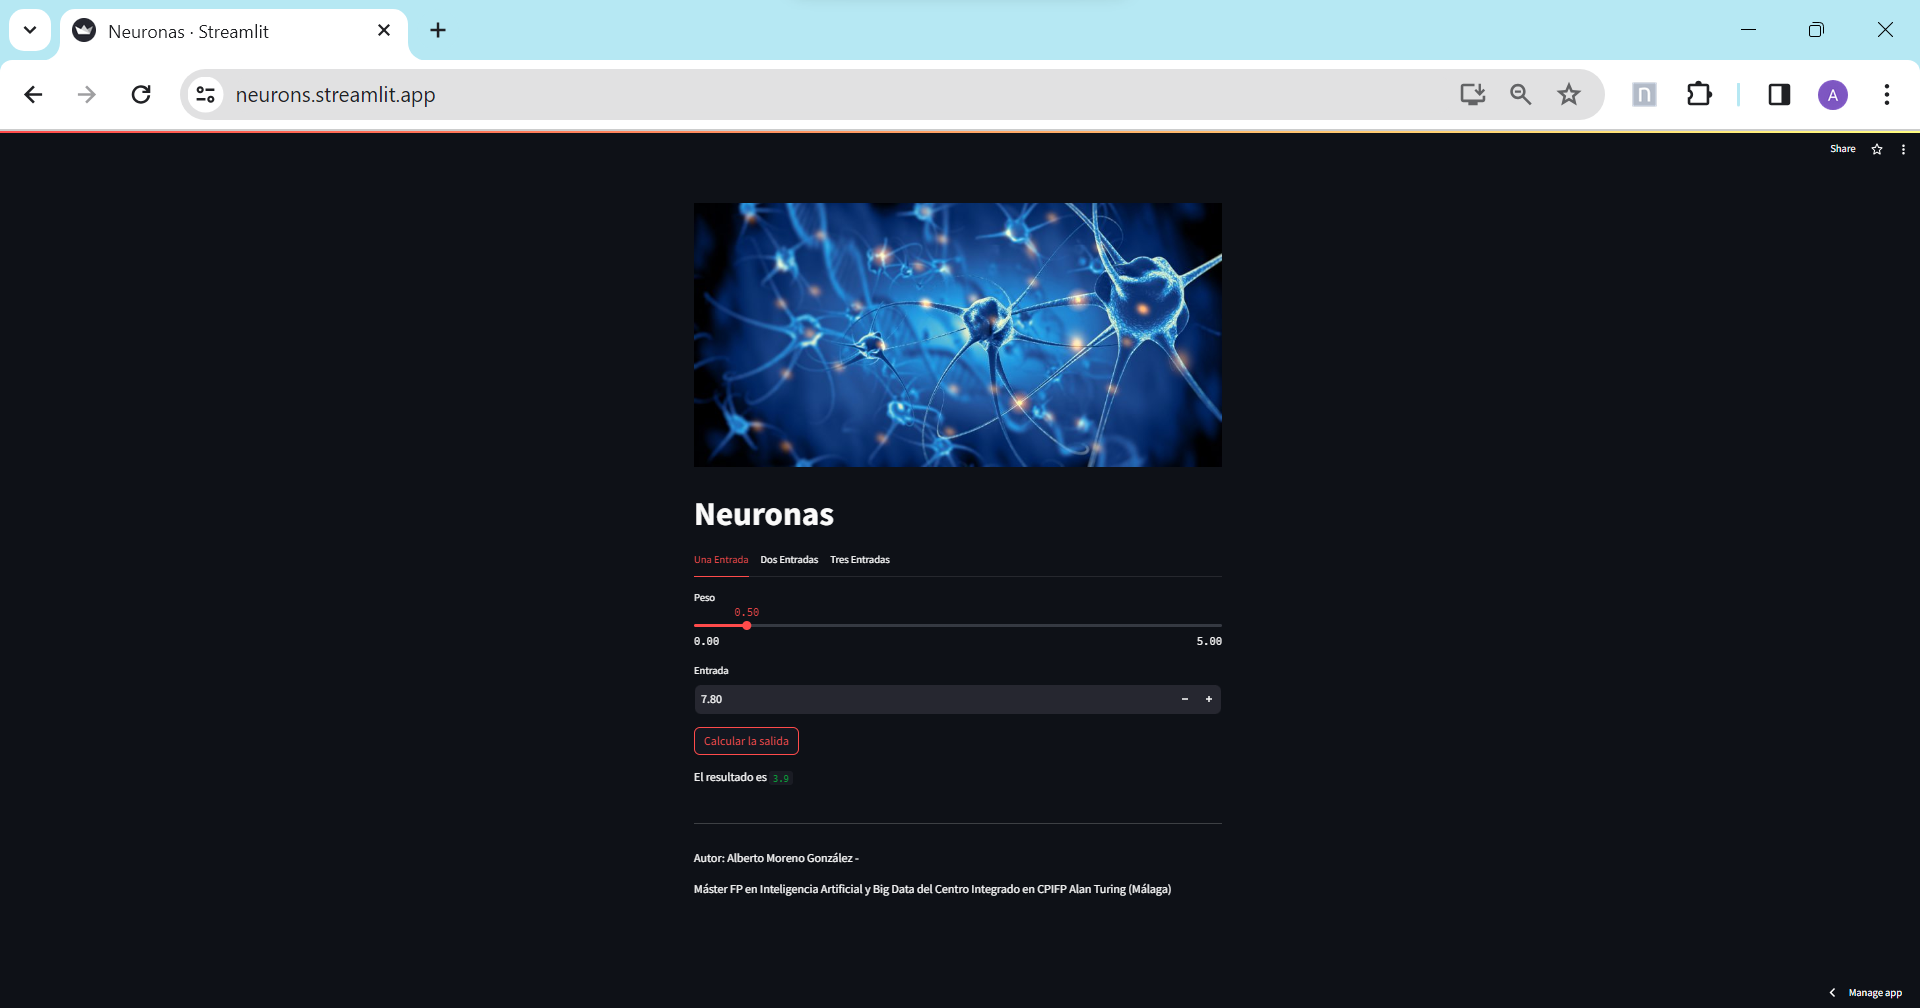 Neuronas · Streamlit
neurons.streamlit.app
n
A
Share
Neuronas
Una Entrada Dos Entradas Tres Entradas
Peso
0.50
0.00 5.00
Entrada
7.80 - +
Calcular la salida
El resultado es 3.9
Autor: Alberto Moreno González -
Máster FP en Inteligencia Artificial y Big Data del Centro Integrado en CPIFP Alan Turing (Málaga)
Manage app